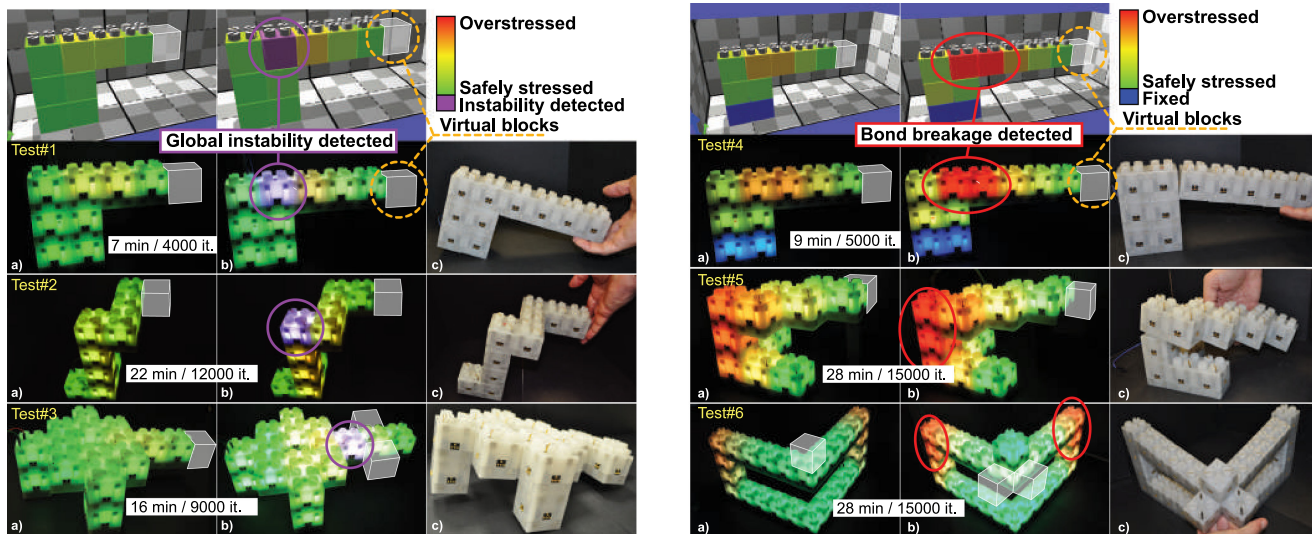 Overstressed
Safely stressed
Instability detected
Virtual blocks
Global instability detected
Test#1
7 min / 4000 it.
a)
b)
c)
Test#2
22 min / 12000 it.
a)
b)
c)
Test#3
16 min / 9000 it.
a)
b)
c)
Overstressed
Safely stressed
Fixed
Virtual blocks
Bond breakage detected
Test#4
9 min / 5000 it.
a)
b)
c)
Test#5
28 min / 15000 it.
a)
b)
c)
Test#6
28 min / 15000 it.
a)
b)
c)